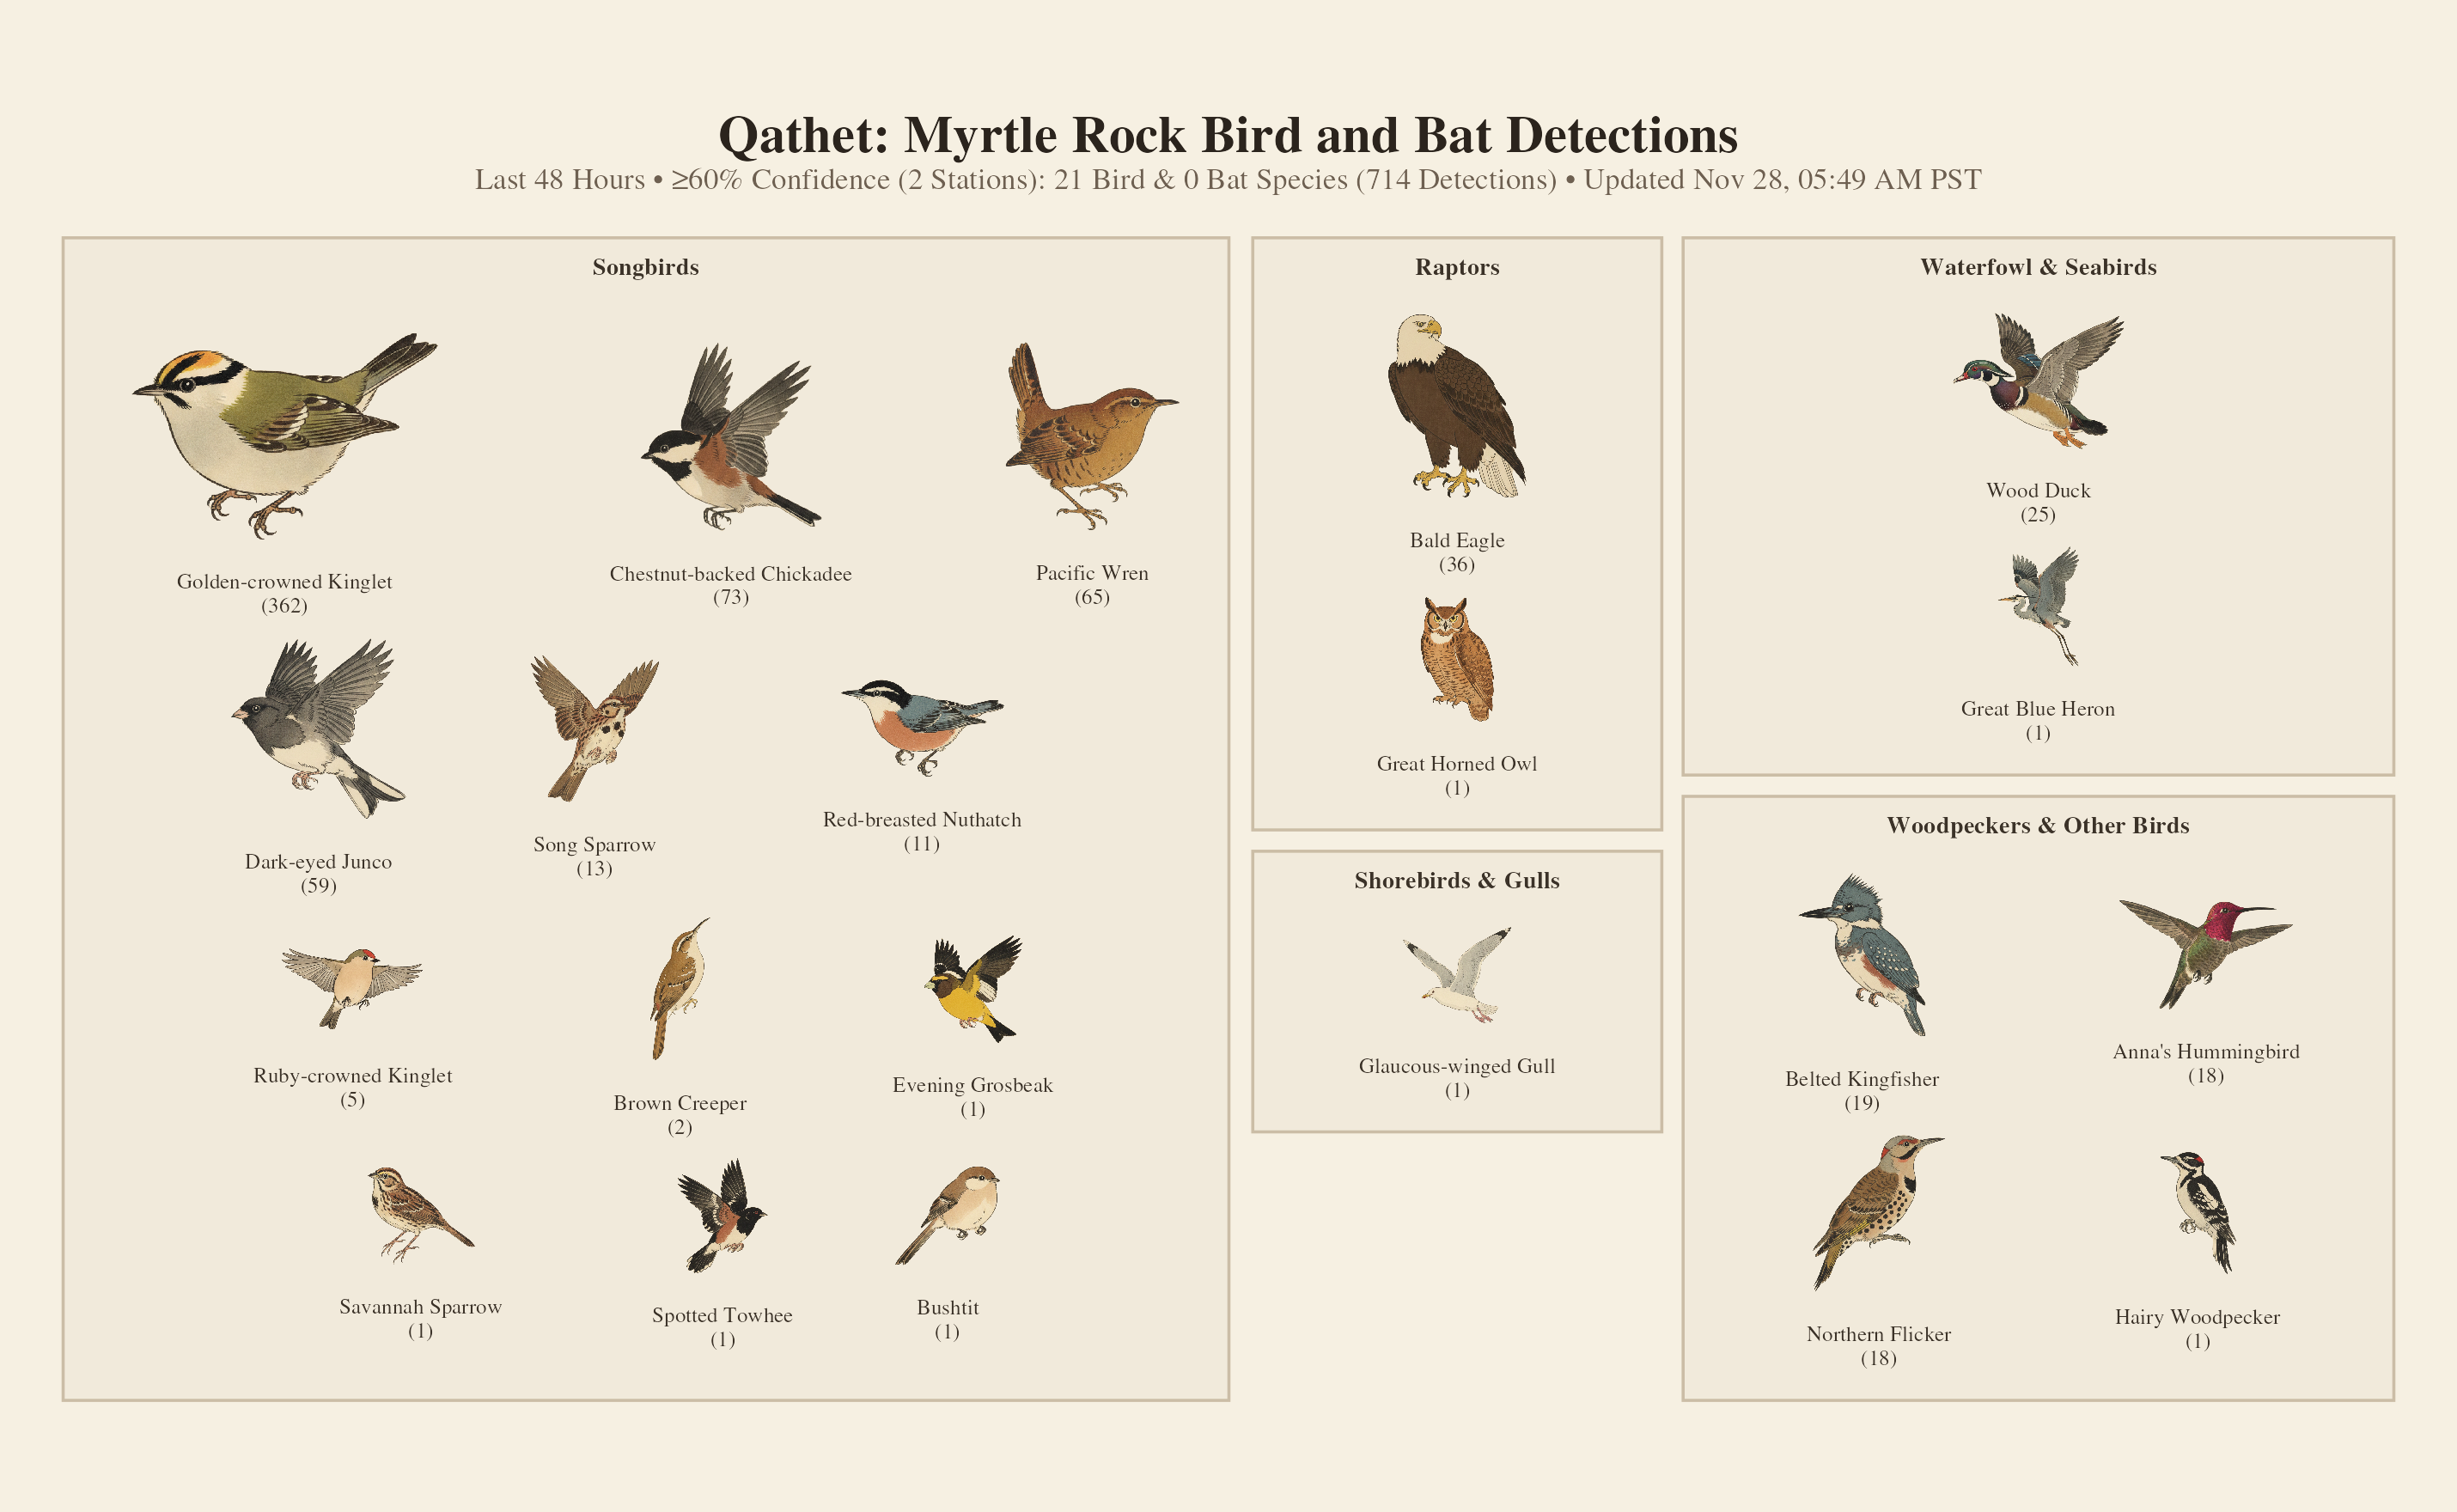 Qathet: Myrtle Rock Bird and Bat Detections
Last 48 Hours • ≥60% Confidence (2 Stations): 21 Bird & 0 Bat Species (714 Detections) • Updated Nov 28, 05:49 AM PST
Songbirds
Golden-crowned Kinglet
(362)
Chestnut-backed Chickadee
(73)
Pacific Wren
(65)
Dark-eyed Junco
(59)
Song Sparrow
(13)
Red-breasted Nuthatch
(11)
Ruby-crowned Kinglet
(5)
Brown Creeper
(2)
Evening Grosbeak
(1)
Savannah Sparrow
(1)
Spotted Towhee
(1)
Bushtit
(1)
Raptors
Bald Eagle
(36)
Great Horned Owl
(1)
Shorebirds & Gulls
Glaucous-winged Gull
(1)
Waterfowl & Seabirds
Wood Duck
(25)
Great Blue Heron
(1)
Woodpeckers & Other Birds
Belted Kingfisher
(19)
Anna's Hummingbird
(18)
Northern Flicker
(18)
Hairy Woodpecker
(1)